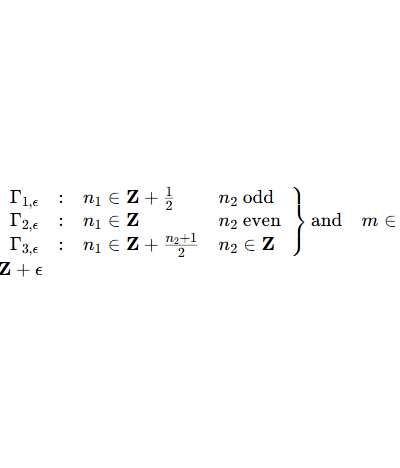 Γ₁,ϵ : n₁ ∈ Z + 1/2 n₂ odd
Γ₂,ϵ : n₁ ∈ Z n₂ even } and m ∈
Γ₃,ϵ : n₁ ∈ Z + (n₂+1)/2 n₂ ∈ Z
Z + ϵ